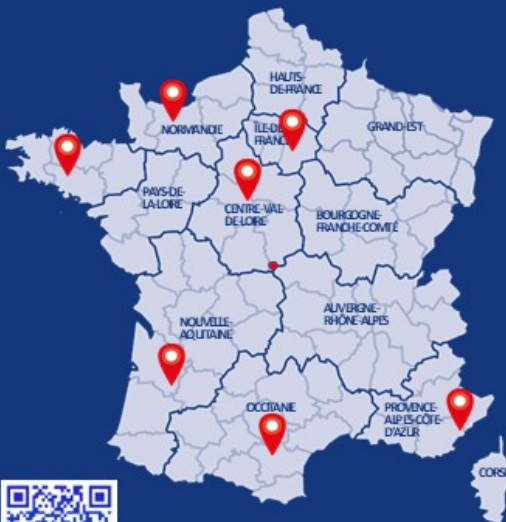 HAUTS-
DE-FRANCE
NORMANDIE
ÎLE-DE
FRANC
GRAND-EST
PAYS-DE-
LA-LOIRE
CENTRE-VAL
DE-LOIRE
BOURGOGNE-
FRANCHE-COMTÉ
NOUVELLE-
AQUITAINE
AUVERGNE-
RHÔNE-ALPES
OCCITANIE
PROVENCE-
ALPES-CÔTE-
D'AZUR
CORS